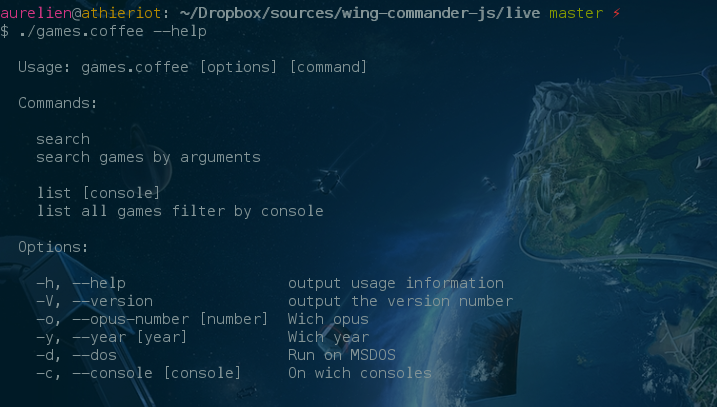 aurelien@athieriot: ~/Dropbox/sources/wing-commander-js/live master ⚡
$ ./games.coffee --help
Usage: games.coffee [options] [command]
Commands:
search
search games by arguments
list [console]
list all games filter by console
Options:
-h, --help output usage information
-V, --version output the version number
-o, --opus-number [number] Wich opus
-y, --year [year] Wich year
-d, --dos Run on MSDOS
-c, --console [console] On wich consoles